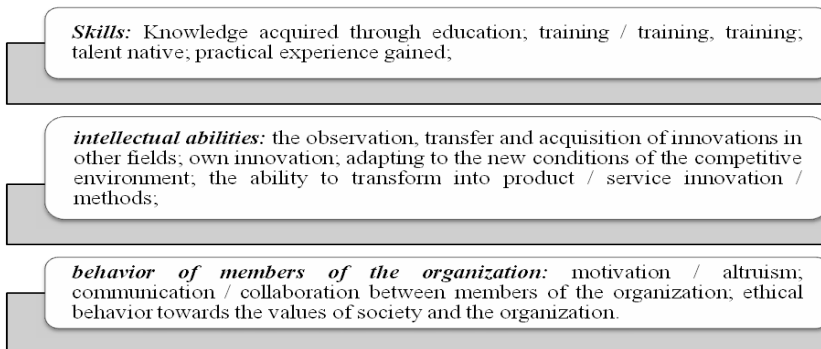 Skills: Knowledge acquired through education; training / training, training;
talent native; practical experience gained;
intellectual abilities: the observation, transfer and acquisition of innovations in
other fields; own innovation; adapting to the new conditions of the competitive
environment; the ability to transform into product / service innovation /
methods;
behavior of members of the organization: motivation / altruism;
communication / collaboration between members of the organization; ethical
behavior towards the values of society and the organization.